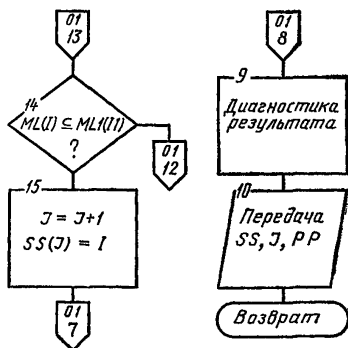 01
13
14
ML(I) ⊆ ML1(I1)
?
01
12
15
J = J+1
SS(J) = I
01
7
01
8
9
Диагностика
результата
10
Передача
SS, J, PP
Возврат